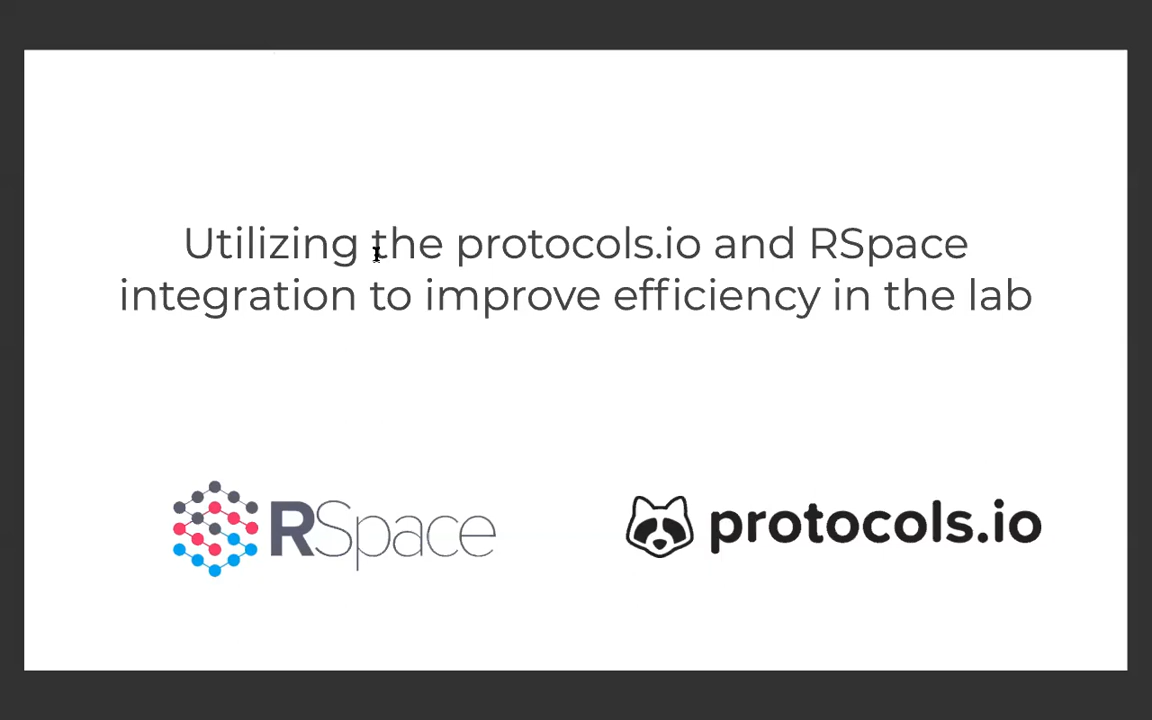 Utilizing the protocols.io and RSpace
integration to improve efficiency in the lab
RSpace
protocols.io